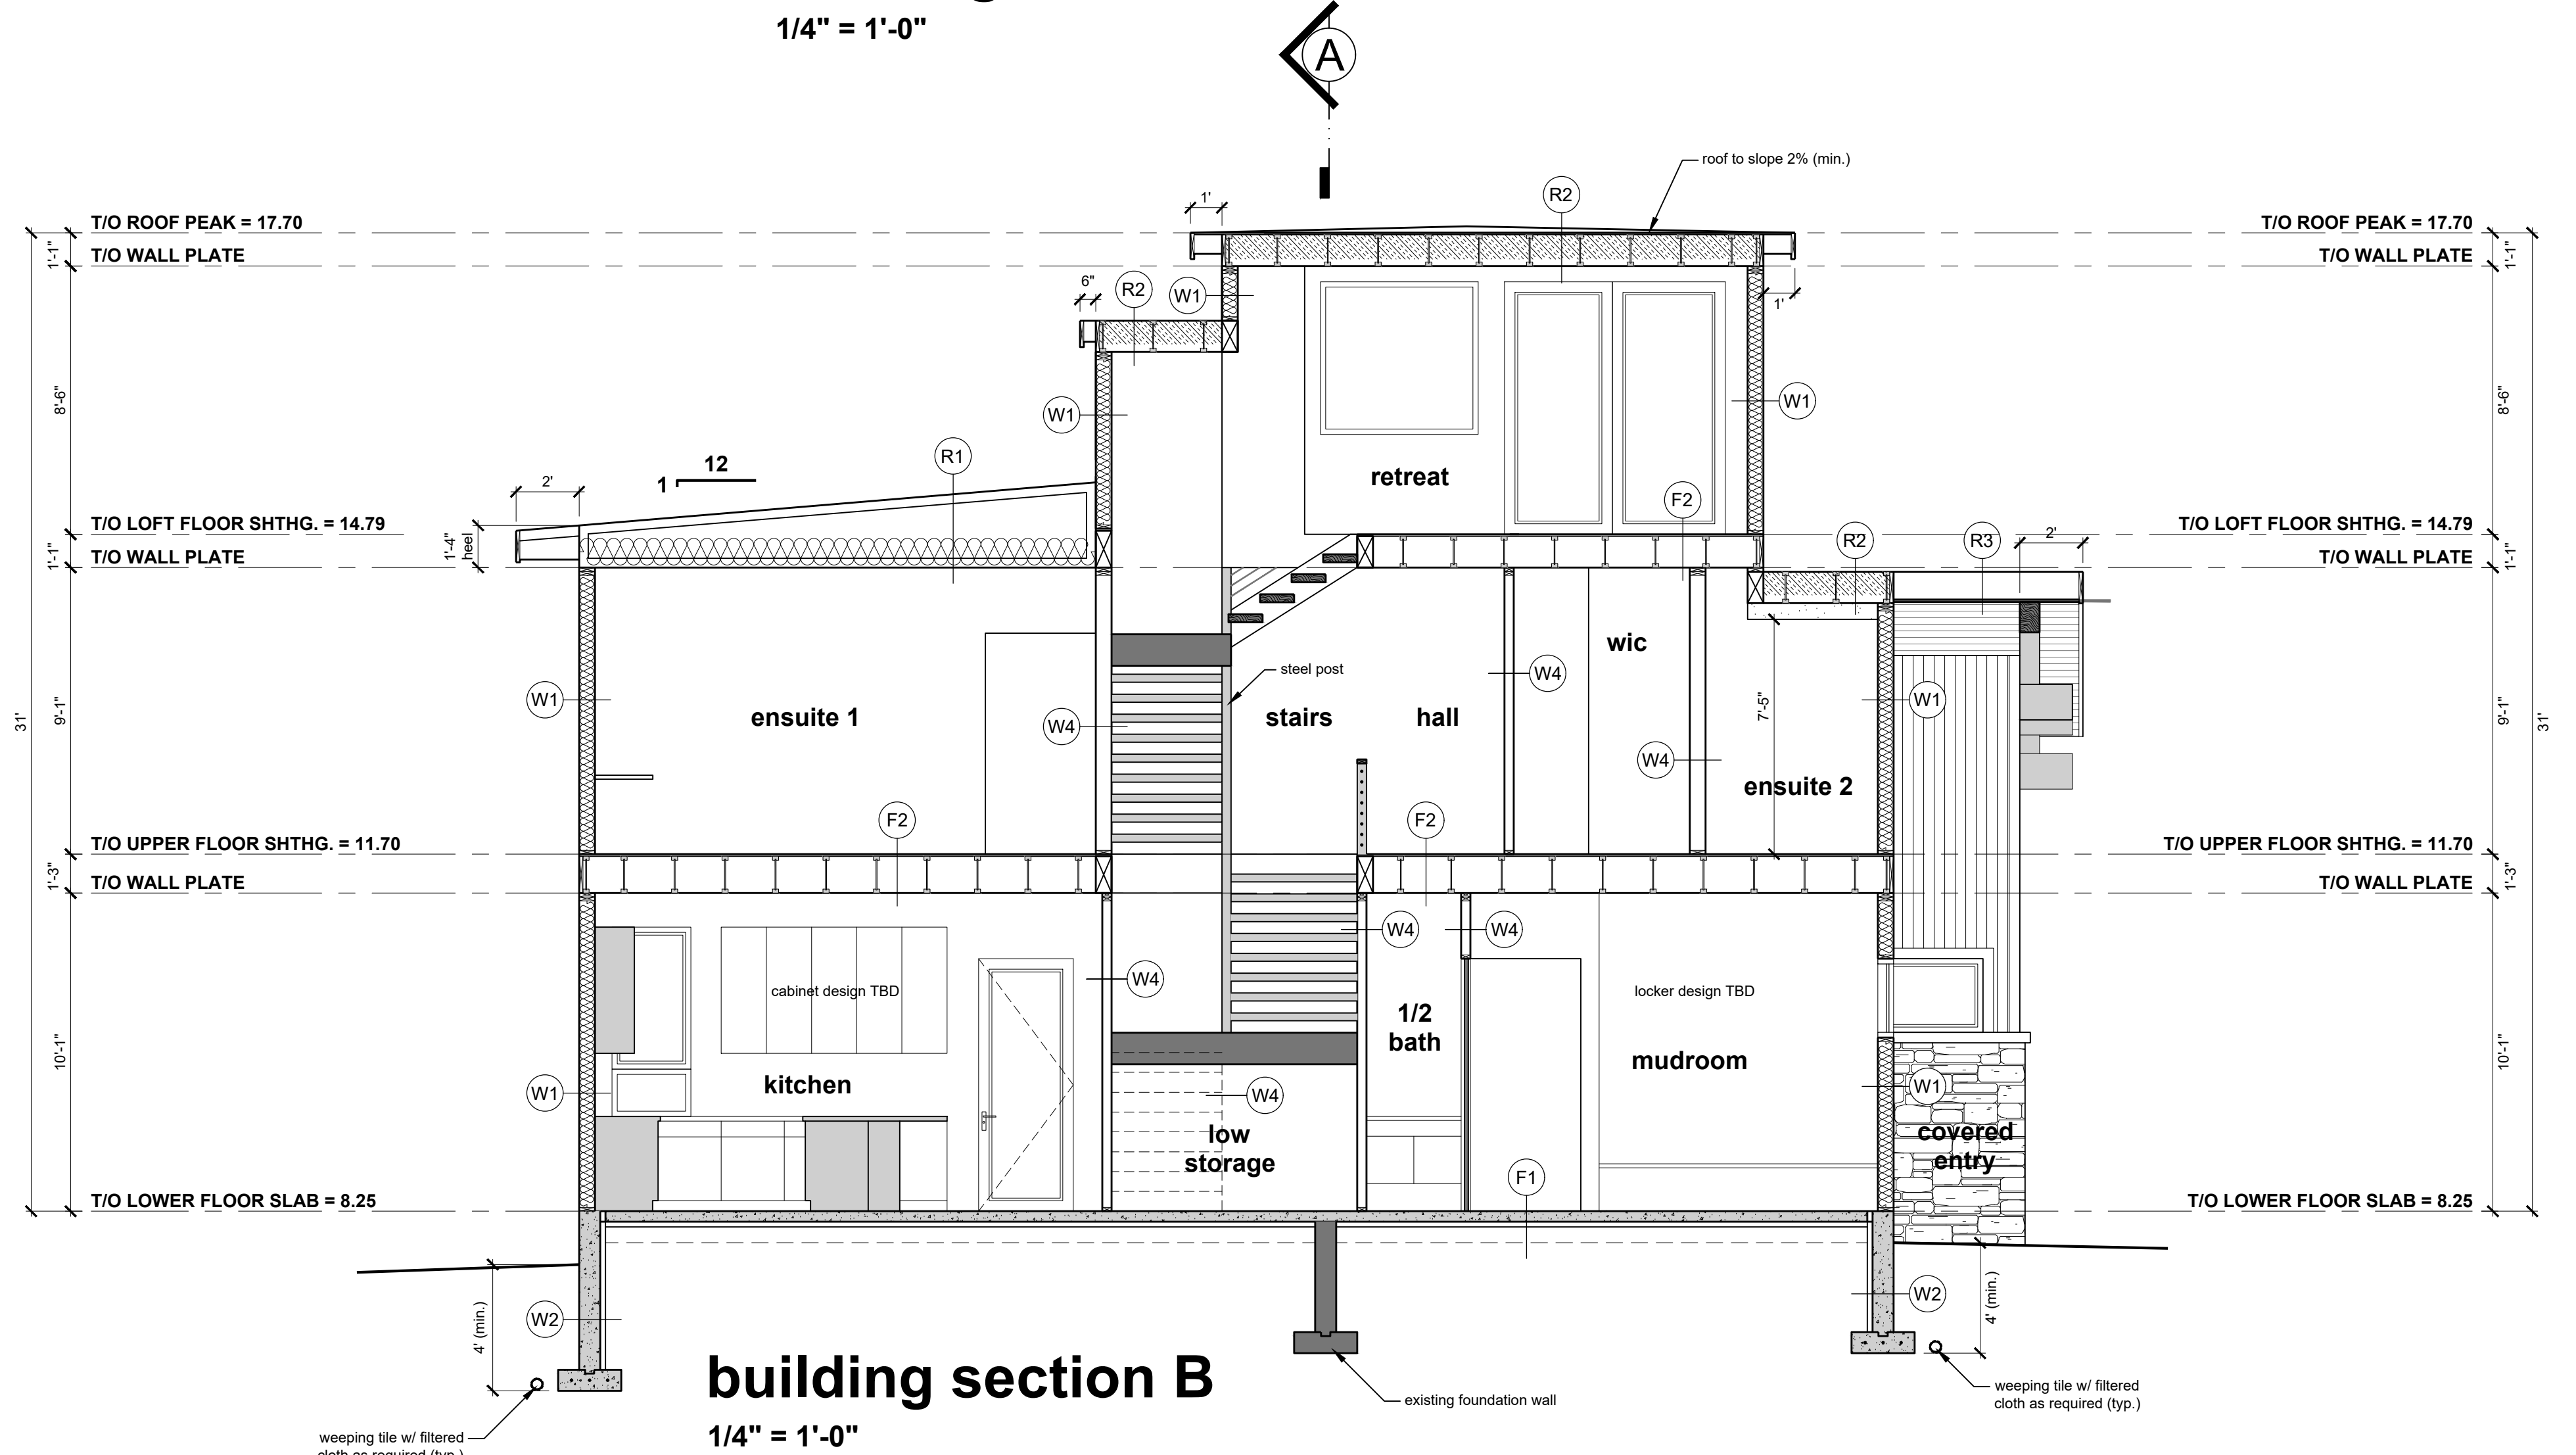 1/4" = 1'-0"
A
roof to slope 2% (min.)
1'
R2
T/O ROOF PEAK = 17.70
T/O ROOF PEAK = 17.70
1'-1"
1'-1"
T/O WALL PLATE
T/O WALL PLATE
6"
R2
W1
1'
8'-6"
W1
W1
8'-6"
12
1
R1
retreat
2'
F2
T/O LOFT FLOOR SHTHG. = 14.79
T/O LOFT FLOOR SHTHG. = 14.79
1'-4"
heel
R2
R3
2'
1'-1"
1'-1"
T/O WALL PLATE
T/O WALL PLATE
wic
steel post
W4
W1
W1
31'
9'-1"
ensuite 1
W4
stairs
hall
7'-5"
9'-1"
31'
W4
ensuite 2
F2
F2
T/O UPPER FLOOR SHTHG. = 11.70
T/O UPPER FLOOR SHTHG. = 11.70
1'-3"
1'-3"
T/O WALL PLATE
T/O WALL PLATE
W4
W4
W4
cabinet design TBD
locker design TBD
1/2
bath
10'-1"
kitchen
mudroom
10'-1"
W1
W4
W1
low
storage
covered
entry
F1
T/O LOWER FLOOR SLAB = 8.25
T/O LOWER FLOOR SLAB = 8.25
4' (min.)
W2
W2
4' (min.)
building section B
existing foundation wall
weeping tile w/ filtered
cloth as required (typ.)
1/4" = 1'-0"
weeping tile w/ filtered
cloth as required (typ.)